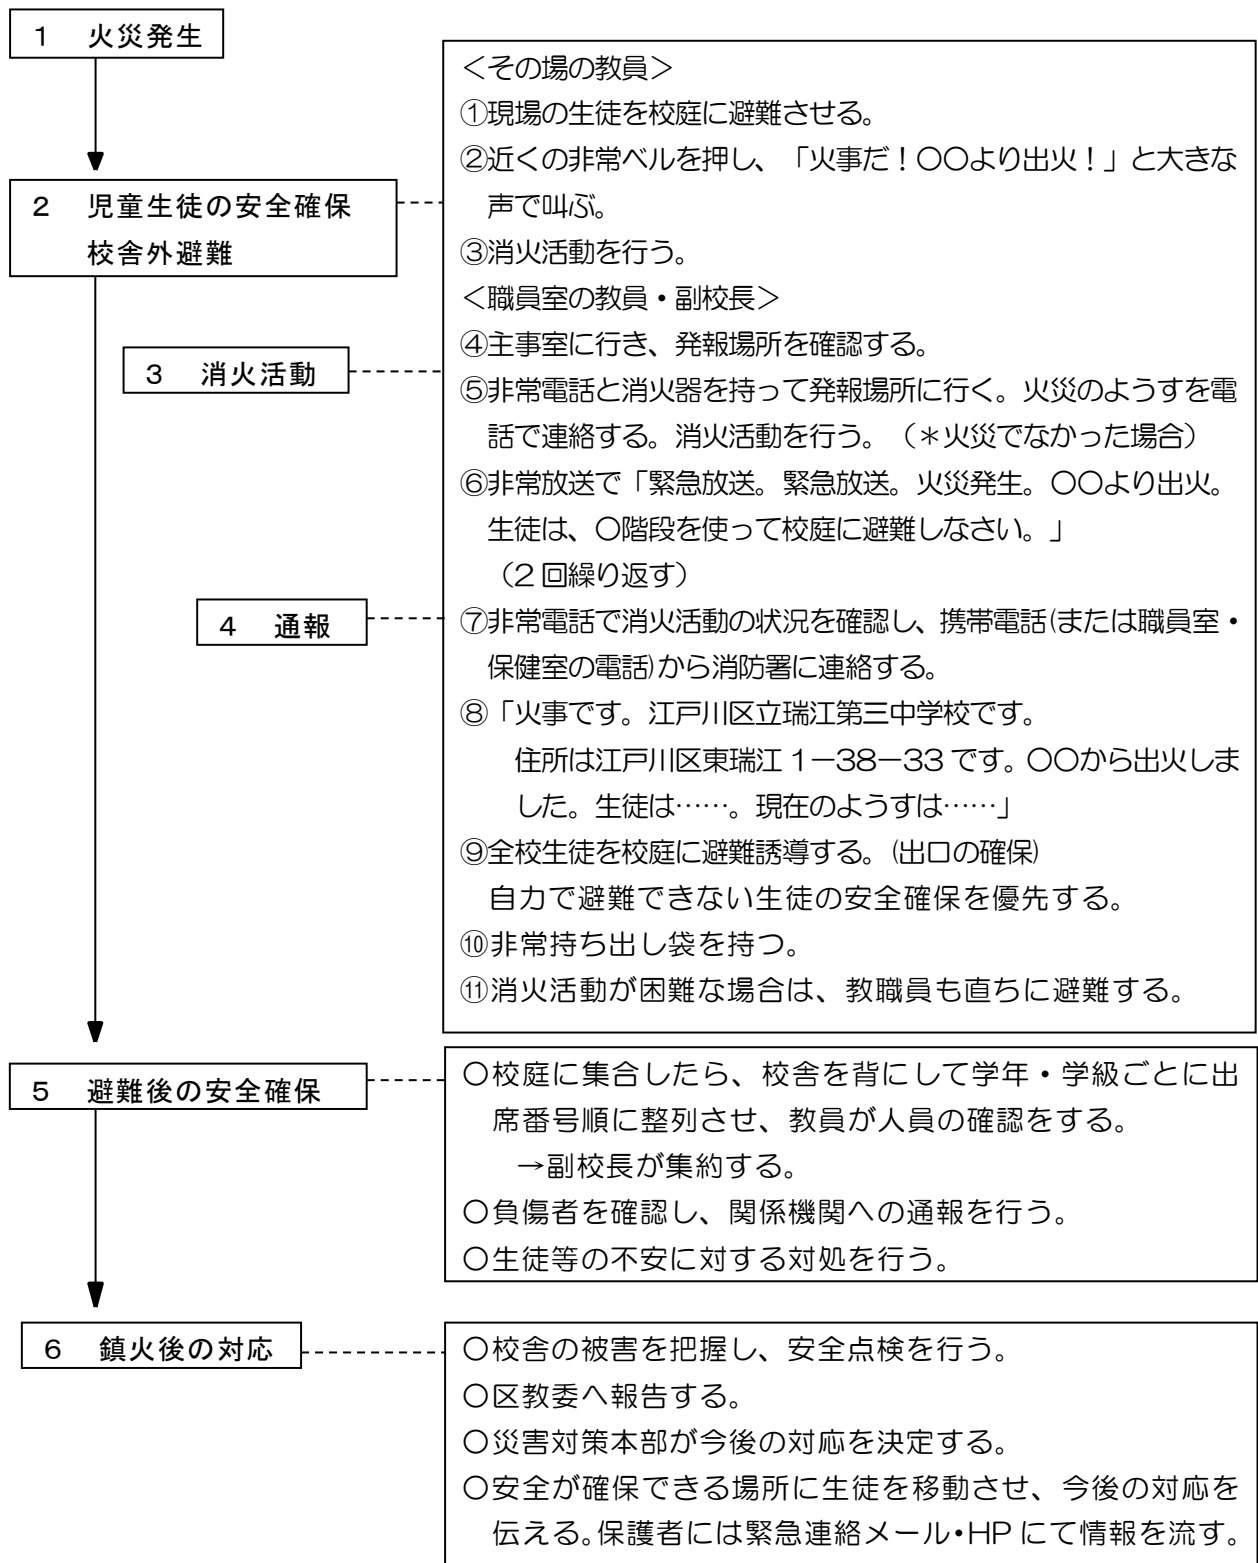 １　火災発生
２　児童生徒の安全確保
校舎外避難
３　消火活動
４　通報
＜その場の教員＞
①現場の生徒を校庭に避難させる。
②近くの非常ベルを押し、「火事だ！〇〇より出火！」と大きな
声で叫ぶ。
③消火活動を行う。
＜職員室の教員・副校長＞
④主事室に行き、発報場所を確認する。
⑤非常電話と消火器を持って発報場所に行く。火災のようすを電
話で連絡する。消火活動を行う。（＊火災でなかった場合）
⑥非常放送で「緊急放送。緊急放送。火災発生。〇〇より出火。
生徒は、〇階段を使って校庭に避難しなさい。」
（２回繰り返す）
⑦非常電話で消火活動の状況を確認し、携帯電話(または職員室・
保健室の電話)から消防署に連絡する。
⑧「火事です。江戸川区立瑞江第三中学校です。
住所は江戸川区東瑞江１－38－33です。〇〇から出火しま
した。生徒は……。現在のようすは……」
⑨全校生徒を校庭に避難誘導する。(出口の確保)
自力で避難できない生徒の安全確保を優先する。
⑩非常持ち出し袋を持つ。
⑪消火活動が困難な場合は、教職員も直ちに避難する。
５　避難後の安全確保
〇校庭に集合したら、校舎を背にして学年・学級ごとに出
席番号順に整列させ、教員が人員の確認をする。
→副校長が集約する。
〇負傷者を確認し、関係機関への通報を行う。
〇生徒等の不安に対する対処を行う。
６　鎮火後の対応
〇校舎の被害を把握し、安全点検を行う。
〇区教委へ報告する。
〇災害対策本部が今後の対応を決定する。
〇安全が確保できる場所に生徒を移動させ、今後の対応を
伝える。保護者には緊急連絡メール・HPにて情報を流す。